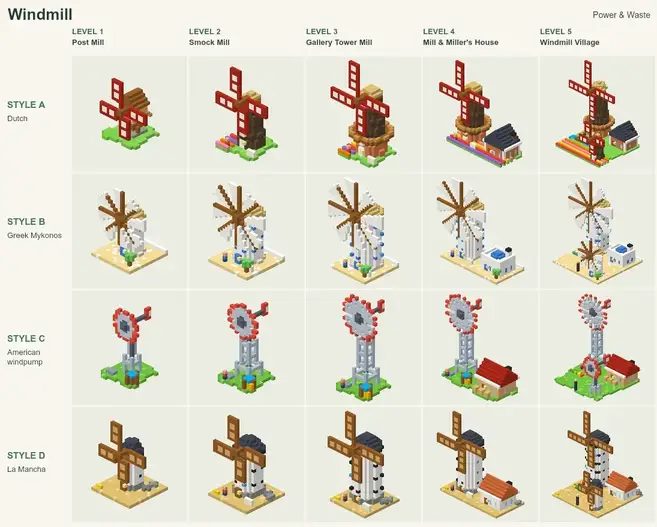 Windmill
Power & Waste
LEVEL 1
Post Mill
LEVEL 2
Smock Mill
LEVEL 3
Gallery Tower Mill
LEVEL 4
Mill & Miller's House
LEVEL 5
Windmill Village
STYLE A
Dutch
STYLE B
Greek Mykonos
STYLE C
American
windpump
STYLE D
La Mancha